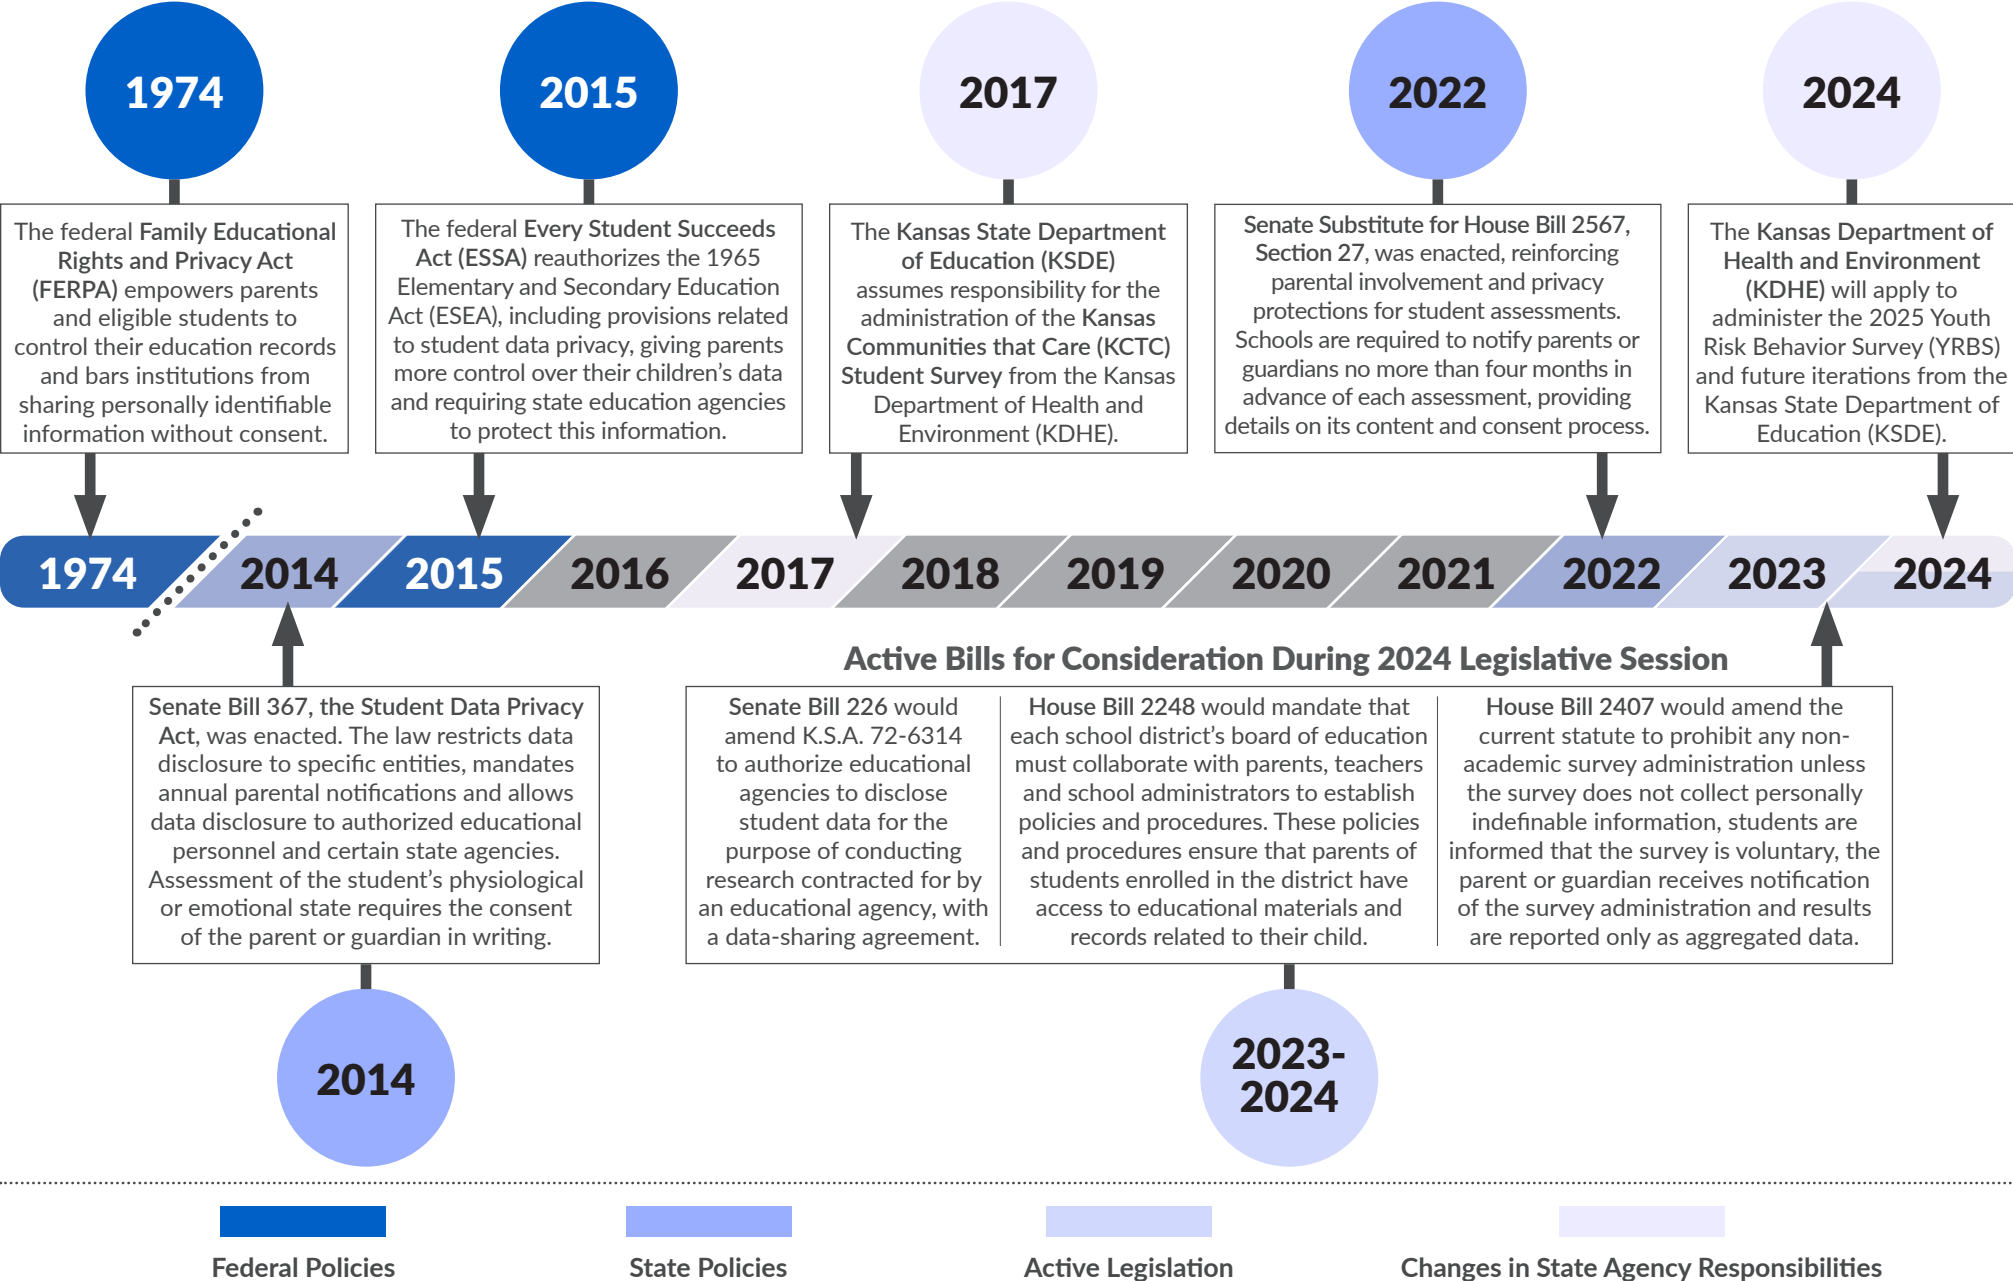 1974
The federal Family Educational
Rights and Privacy Act
(FERPA) empowers parents
and eligible students to
control their education records
and bars institutions from
sharing personally identifiable
information without consent.
2015
The federal Every Student Succeeds
Act (ESSA) reauthorizes the 1965
Elementary and Secondary Education
Act (ESEA), including provisions related
to student data privacy, giving parents
more control over their children’s data
and requiring state education agencies
to protect this information.
2017
The Kansas State Department
of Education (KSDE)
assumes responsibility for the
administration of the Kansas
Communities that Care (KCTC)
Student Survey from the Kansas
Department of Health and
Environment (KDHE).
2022
Senate Substitute for House Bill 2567,
Section 27, was enacted, reinforcing
parental involvement and privacy
protections for student assessments.
Schools are required to notify parents or
guardians no more than four months in
advance of each assessment, providing
details on its content and consent process.
2024
The Kansas Department of
Health and Environment
(KDHE) will apply to
administer the 2025 Youth
Risk Behavior Survey (YRBS)
and future iterations from the
Kansas State Department of
Education (KSDE).
1974 2014 2015 2016 2017 2018 2019 2020 2021 2022 2023 2024
Senate Bill 367, the Student Data Privacy
Act, was enacted. The law restricts data
disclosure to specific entities, mandates
annual parental notifications and allows
data disclosure to authorized educational
personnel and certain state agencies.
Assessment of the student’s physiological
or emotional state requires the consent
of the parent or guardian in writing.
2014
Active Bills for Consideration During 2024 Legislative Session
Senate Bill 226 would
amend K.S.A. 72-6314
to authorize educational
agencies to disclose
student data for the
purpose of conducting
research contracted for by
an educational agency, with
a data-sharing agreement.
House Bill 2248 would mandate that
each school district’s board of education
must collaborate with parents, teachers
and school administrators to establish
policies and procedures. These policies
and procedures ensure that parents of
students enrolled in the district have
access to educational materials and
records related to their child.
House Bill 2407 would amend the
current statute to prohibit any non-
academic survey administration unless
the survey does not collect personally
indefinable information, students are
informed that the survey is voluntary, the
parent or guardian receives notification
of the survey administration and results
are reported only as aggregated data.
2023-
2024
Federal Policies
State Policies
Active Legislation
Changes in State Agency Responsibilities